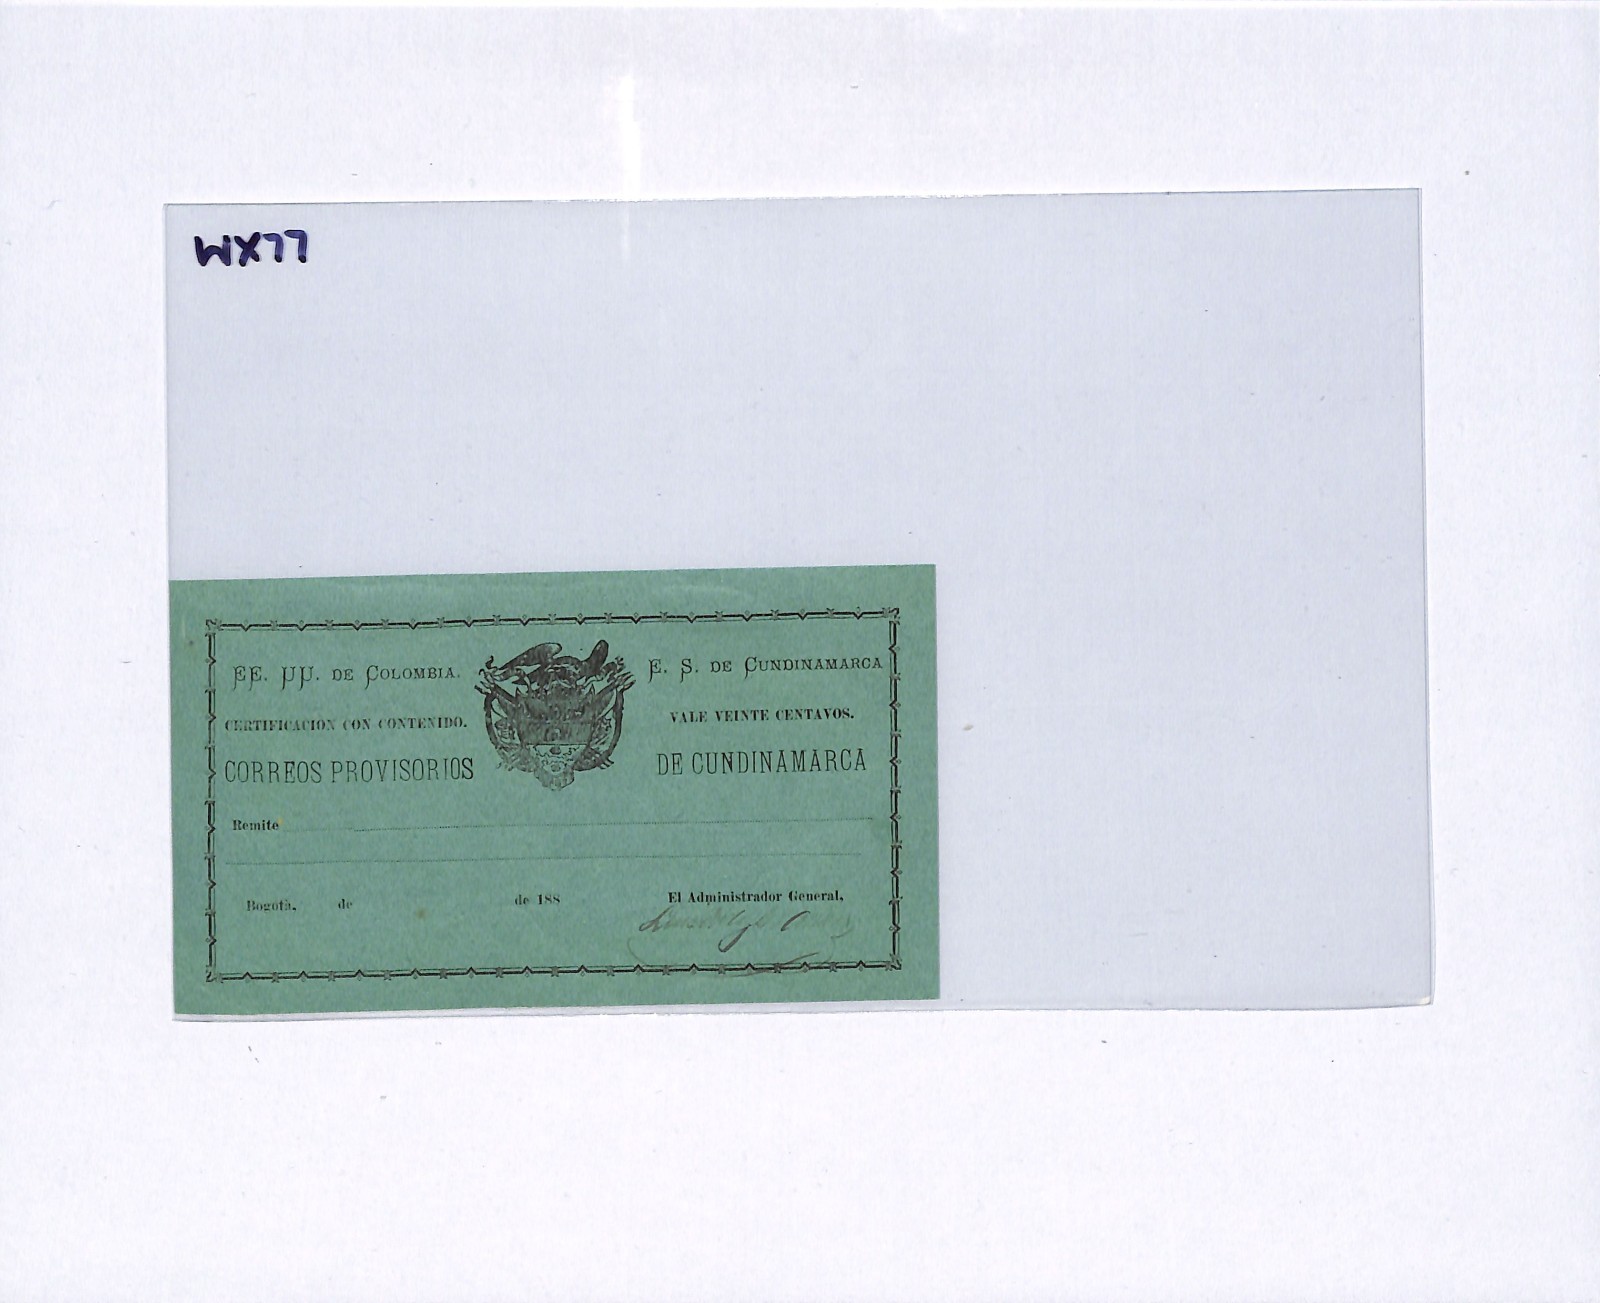 WX77
EE. UU. DE COLOMBIA.
E. S. DE CUNDINAMARCA
CERTIFICACION CON CONTENIDO.
VALE VEINTE CENTAVOS.
CORREOS PROVISORIOS
DE CUNDINAMARCA
Remite
Bogotá, de de 188
El Administrador General,